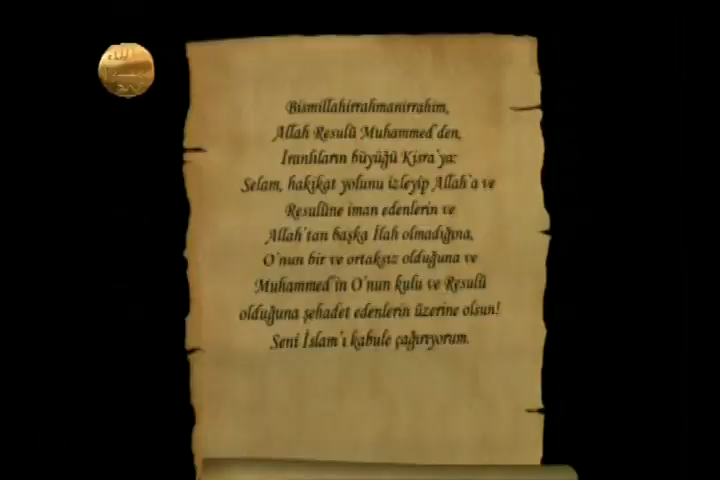 Bismillahirrahmanirrahim,
Allah Resulü Muhammed'den,
İranlıların büyüğü Kisra'ya:
Selam, hakikat yolunu izleyip Allah'a ve
Resulüne iman edenlerin ve
Allah'tan başka İlah olmadığına,
O'nun bir ve ortaksız olduğuna ve
Muhammed'in O'nun kulu ve Resulü
olduğuna şehadet edenlerin üzerine olsun!
Seni İslam'ı kabule çağırıyorum.